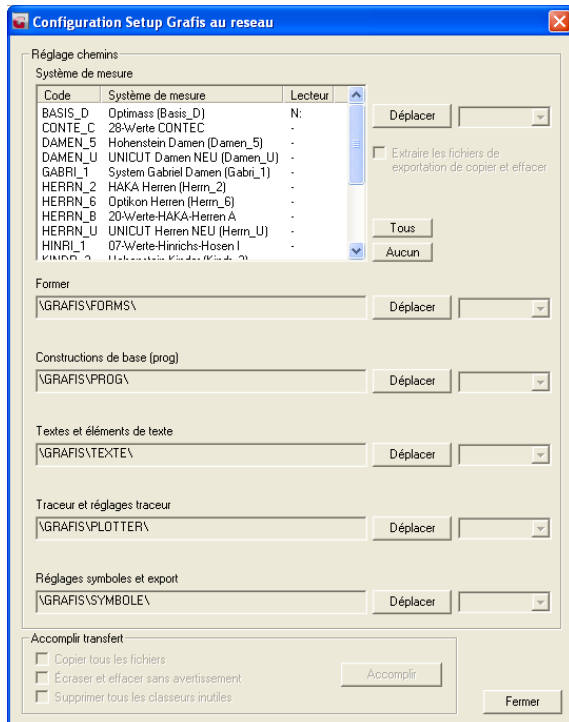 Configuration Setup Grafis au reseau
Réglage chemins
Système de mesure
Code Système de mesure Lecteur
BASIS_D Optimass (Basis_D) N:
CONTE_C 28-Werte CONTEC -
DAMEN_5 Hohenstein Damen (Damen_5) -
DAMEN_U UNICUT Damen NEU (Damen_U) -
GABRI_1 System Gabriel Damen (Gabri_1) -
HERRN_2 HAKA Herren (Herrn_2) -
HERRN_6 Optikon Herren (Herrn_6) -
HERRN_B 20-Werte-HAKA-Herren A -
HERRN_U UNICUT Herren NEU (Herrn_U) -
HINRI_1 07-Werte-Hinrichs-Hosen I -
KINDR_2 Hohenstein Kinder (Kindr_2) -
Déplacer
Extraire les fichiers de
exportation de copier et effacer
Tous
Aucun
Former
\GRAFIS\FORMS\ Déplacer
Constructions de base (prog)
\GRAFIS\PROG\ Déplacer
Textes et éléments de texte
\GRAFIS\TEXTE\ Déplacer
Traceur et réglages traceur
\GRAFIS\PLOTTER\ Déplacer
Réglages symboles et export
\GRAFIS\SYMBOLE\ Déplacer
Accomplir transfert
Copier tous les fichiers
Écraser et effacer sans avertissement
Supprimer tous les classeurs inutiles
Accomplir
Fermer